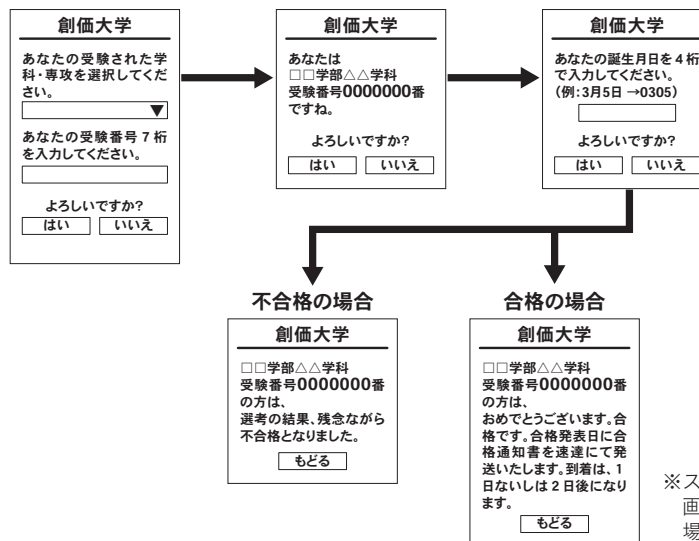 創価大学
あなたの受験された学
科・専攻を選択してくだ
さい。
▼
あなたの受験番号7桁
を入力してください。
よろしいですか?
はい いいえ
創価大学
あなたは
□□学部△△学科
受験番号0000000番
ですね。
よろしいですか?
はい いいえ
創価大学
あなたの誕生月日を4桁
で入力してください。
(例:3月5日→0305)
よろしいですか?
はい いいえ
不合格の場合
創価大学
□□学部△△学科
受験番号0000000番
の方は、
選考の結果、残念ながら
不合格となりました。
もどる
合格の場合
創価大学
□□学部△△学科
受験番号0000000番
の方は、
おめでとうございます。合
格です。合格発表日に合
格通知書を速達にて発
送いたします。到着は、1
日ないしは2日後になり
ます。
もどる
※ス
画
場